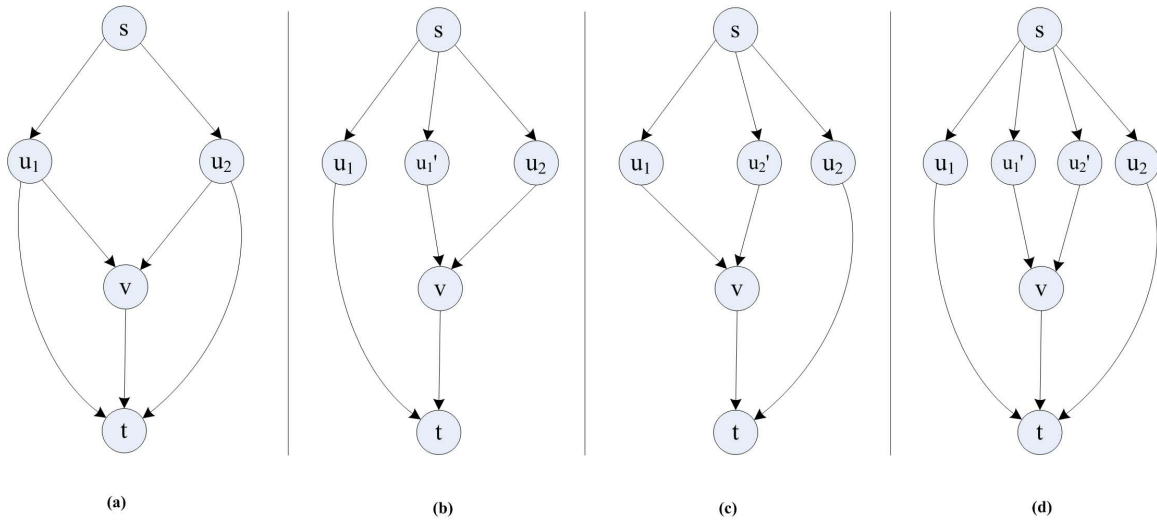 s s s s
u₁ u₂ u₁ u₁' u₂ u₁ u₂' u₂ u₁ u₁' u₂' u₂
v v v v
t t t t
(a) (b) (c) (d)